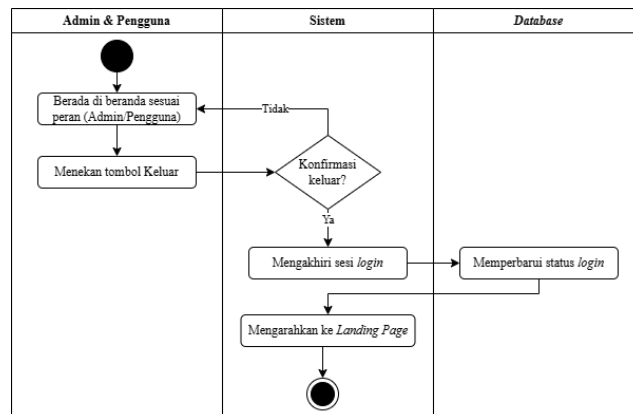 Admin & Pengguna
Sistem
Database
Berada di beranda sesuai
peran (Admin/Pengguna)
Tidak
Menekan tombol Keluar
Konfirmasi
keluar?
Ya
Mengakhiri sesi login
Memperbarui status login
Mengarahkan ke Landing Page